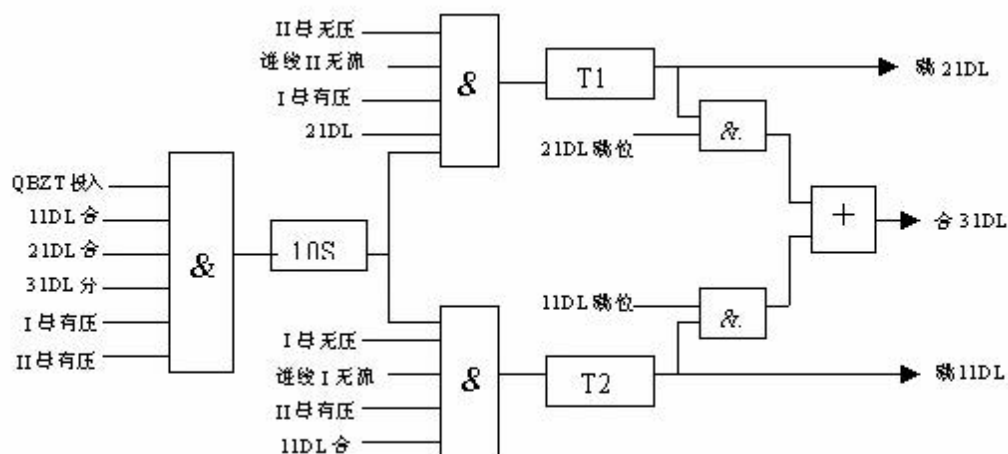 II母无压
进线II无流
I母有压
21DL
&
T1
跳21DL
21DL跳位
&
QBZT投入
11DL合
21DL合
31DL分
I母有压
II母有压
&
10S
+
合31DL
11DL跳位
&
I母无压
进线I无流
II母有压
11DL合
&
T2
跳11DL